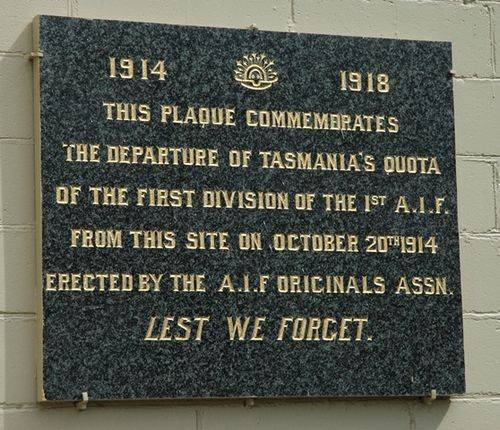 1914 1918
THIS PLAQUE COMMEMORATES
THE DEPARTURE OF TASMANIA'S QUOTA
OF THE FIRST DIVISION OF THE 1ST A.I.F.
FROM THIS SITE ON OCTOBER 20TH 1914
ERECTED BY THE A.I.F ORIGINALS ASSN.
LEST WE FORGET.